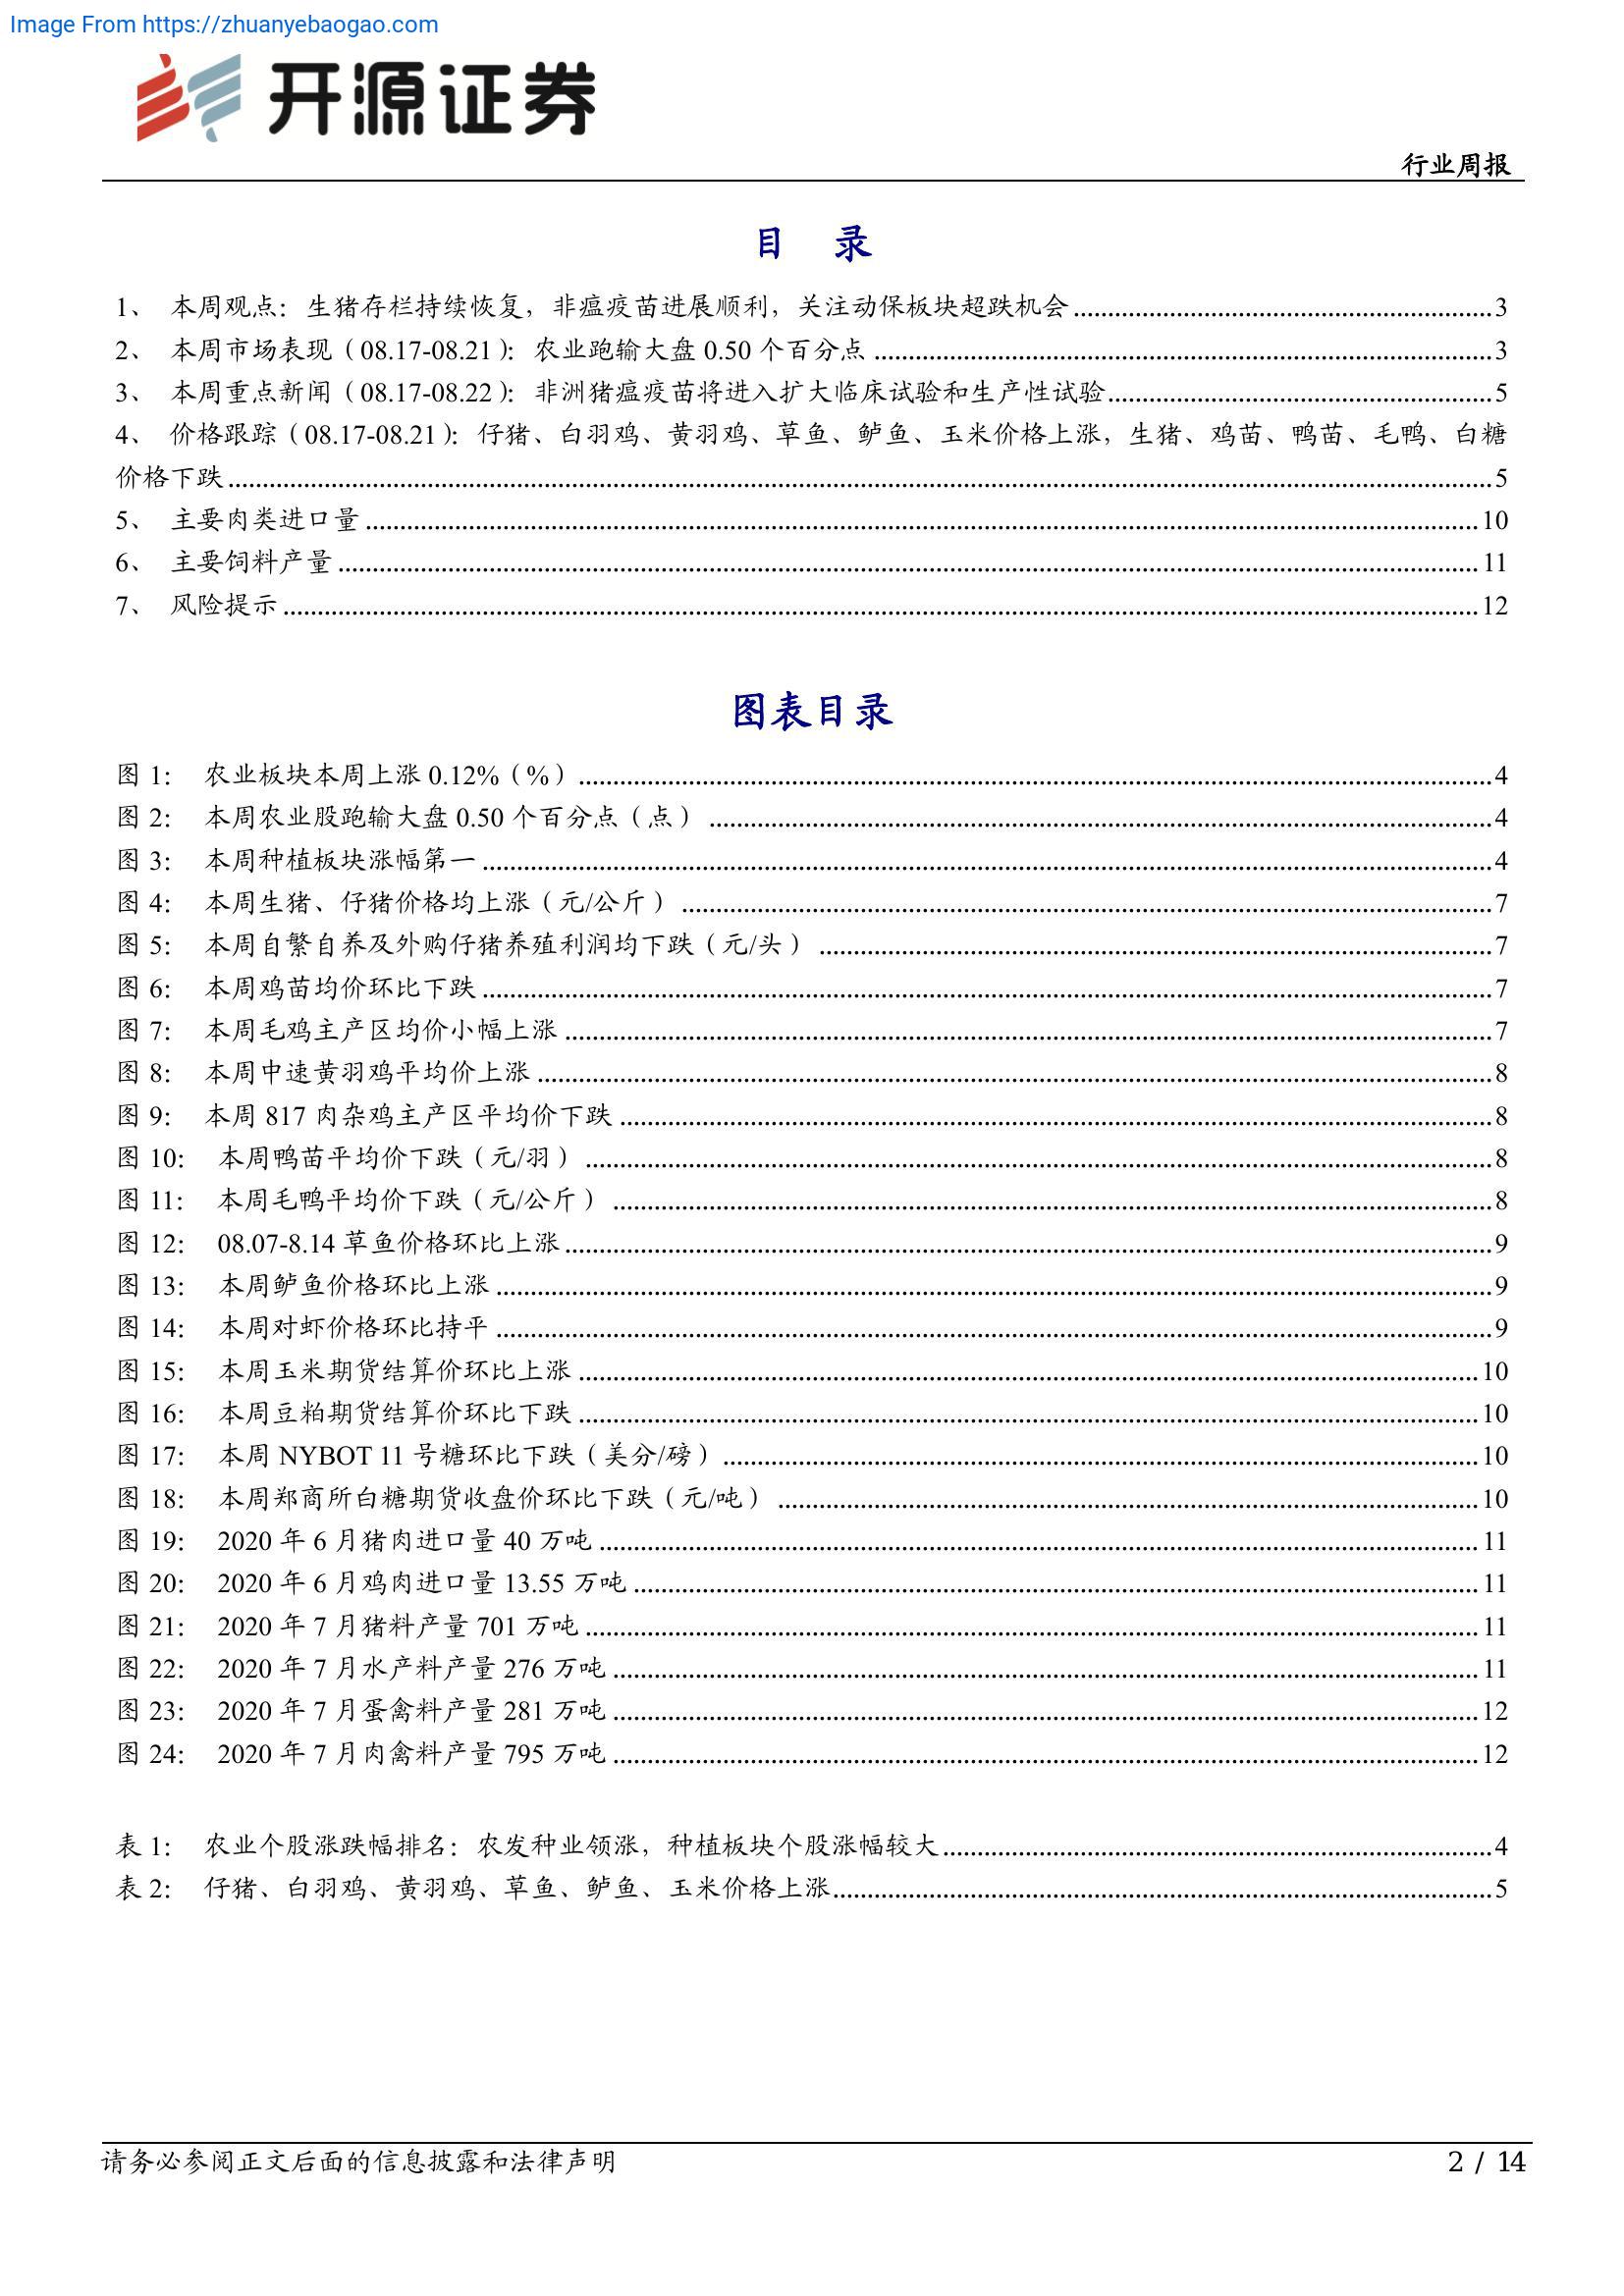 Image From https://zhuanyebaogao.com
开源证券
行业周报
目 录
1、 本周观点：生猪存栏持续恢复，非瘟疫苗进展顺利，关注动保板块超跌机会 3
2、 本周市场表现（08.17-08.21）：农业跑输大盘 0.50 个百分点 3
3、 本周重点新闻（08.17-08.22）：非洲猪瘟疫苗将进入扩大临床试验和生产性试验 5
4、 价格跟踪（08.17-08.21）：仔猪、白羽鸡、黄羽鸡、草鱼、鲈鱼、玉米价格上涨，生猪、鸡苗、鸭苗、毛鸭、白糖
价格下跌 5
5、 主要肉类进口量 10
6、 主要饲料产量 11
7、 风险提示 12
图表目录
图 1： 农业板块本周上涨 0.12%（%） 4
图 2： 本周农业股跑输大盘 0.50 个百分点（点） 4
图 3： 本周种植板块涨幅第一 4
图 4： 本周生猪、仔猪价格均上涨（元/公斤） 7
图 5： 本周自繁自养及外购仔猪养殖利润均下跌（元/头） 7
图 6： 本周鸡苗均价环比下跌 7
图 7： 本周毛鸡主产区均价小幅上涨 7
图 8： 本周中速黄羽鸡平均价上涨 8
图 9： 本周 817 肉杂鸡主产区平均价下跌 8
图 10： 本周鸭苗平均价下跌（元/羽） 8
图 11： 本周毛鸭平均价下跌（元/公斤） 8
图 12： 08.07-8.14 草鱼价格环比上涨 9
图 13： 本周鲈鱼价格环比上涨 9
图 14： 本周对虾价格环比持平 9
图 15： 本周玉米期货结算价环比上涨 10
图 16： 本周豆粕期货结算价环比下跌 10
图 17： 本周 NYBOT 11 号糖环比下跌（美分/磅） 10
图 18： 本周郑商所白糖期货收盘价环比下跌（元/吨） 10
图 19： 2020 年 6 月猪肉进口量 40 万吨 11
图 20： 2020 年 6 月鸡肉进口量 13.55 万吨 11
图 21： 2020 年 7 月猪料产量 701 万吨 11
图 22： 2020 年 7 月水产料产量 276 万吨 11
图 23： 2020 年 7 月蛋禽料产量 281 万吨 12
图 24： 2020 年 7 月肉禽料产量 795 万吨 12
表 1： 农业个股涨跌幅排名：农发种业领涨，种植板块个股涨幅较大 4
表 2： 仔猪、白羽鸡、黄羽鸡、草鱼、鲈鱼、玉米价格上涨 5
请务必参阅正文后面的信息披露和法律声明
2 / 14